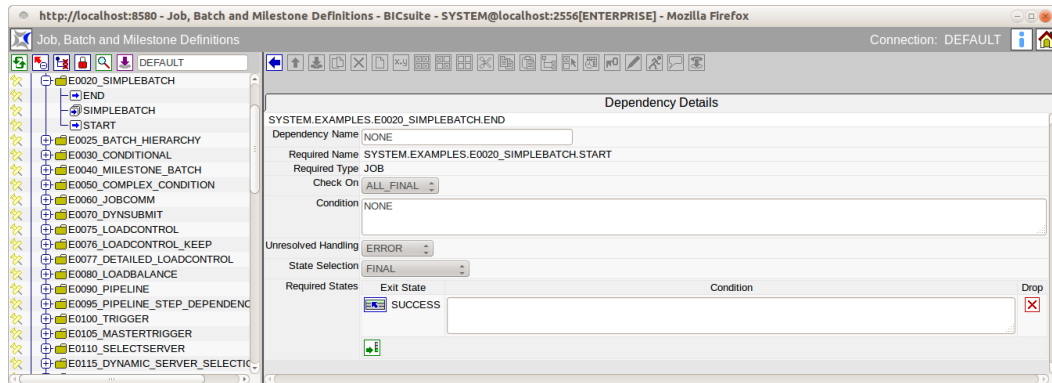 http://localhost:8580 - Job, Batch and Milestone Definitions - BICsuite - SYSTEM@localhost:2556[ENTERPRISE] - Mozilla Firefox
Job, Batch and Milestone Definitions
Connection: DEFAULT
DEFAULT
E0020_SIMPLEBATCH
END
SIMPLEBATCH
START
E0025_BATCH_HIERARCHY
E0030_CONDITIONAL
E0040_MILESTONE_BATCH
E0050_COMPLEX_CONDITION
E0060_JOBCOMM
E0070_DYNSUBMIT
E0075_LOADCONTROL
E0076_LOADCONTROL_KEEP
E0077_DETAILED_LOADCONTROL
E0080_LOADBALANCE
E0090_PIPELINE
E0095_PIPELINE_STEP_DEPENDENC
E0100_TRIGGER
E0105_MASTERTRIGGER
E0110_SELECTSERVER
E0115_DYNAMIC_SERVER_SELECTIO
Dependency Details
SYSTEM.EXAMPLES.E0020_SIMPLEBATCH.END
Dependency Name NONE
Required Name SYSTEM.EXAMPLES.E0020_SIMPLEBATCH.START
Required Type JOB
Check On ALL_FINAL
Condition NONE
Unresolved Handling ERROR
State Selection FINAL
Required States Exit State Condition Drop
SUCCESS